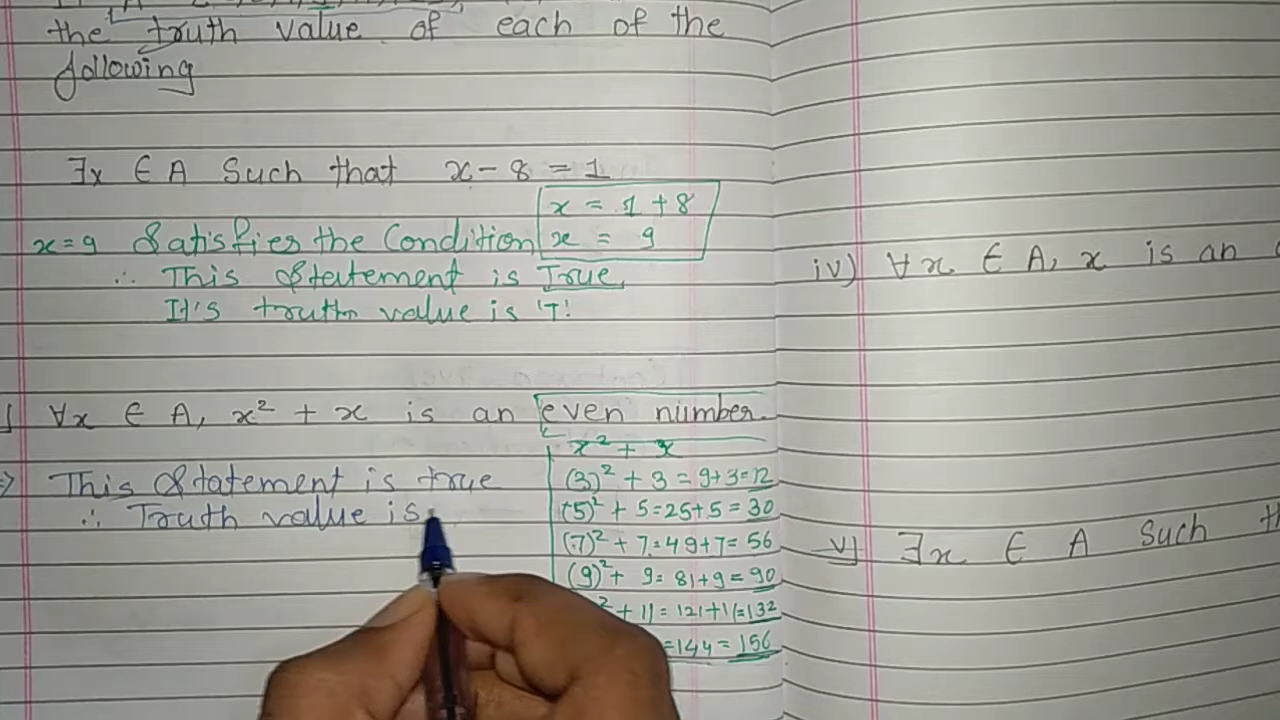 the truth value of each of the
following
∃x ∈ A Such that x - 8 = 1
x = 1 + 8
x = 9
x = 9 Satisfies the Condition
∴ This Statement is True.
It's truth value is 'T'.
∀x ∈ A, x² + x is an even number.
x² + x
⇒ This Statement is true
∴ Truth value is
(3)² + 3 = 9+3=12
(5)² + 5=25+5=30
(7)² + 7=49+7=56
(9)² + 9=81+9=90
² + 11=121+11=132
=144=156
iv) ∀x ∈ A, x is an
v) ∃x ∈ A Such